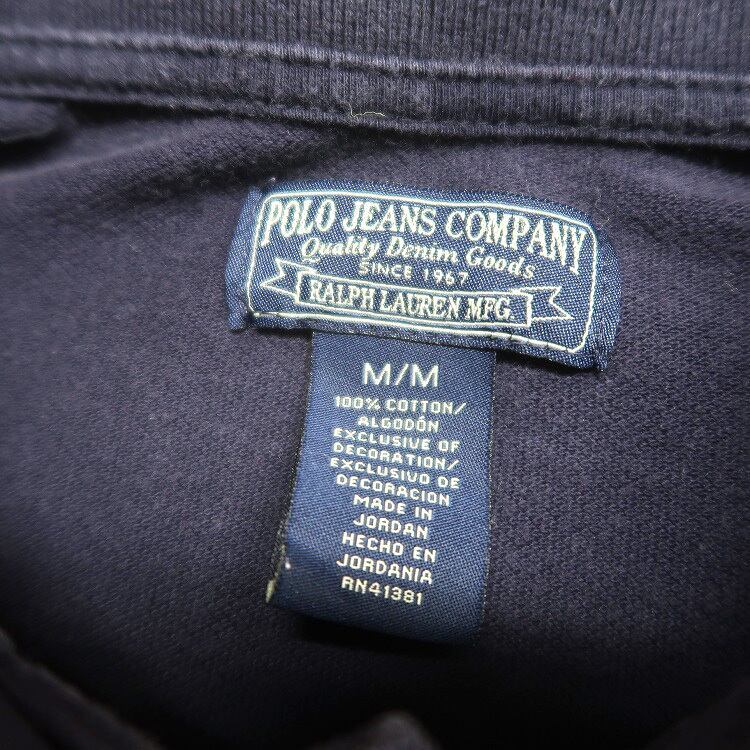 POLO JEANS COMPANY
Quality Denim Goods
SINCE 1967
RALPH LAUREN MFG.
M/M
100% COTTON/
ALGODÓN
EXCLUSIVE OF
DECORATION/
EXCLUSIVO DE
DECORACION
MADE IN
JORDAN
HECHO EN
JORDANIA
RN41381